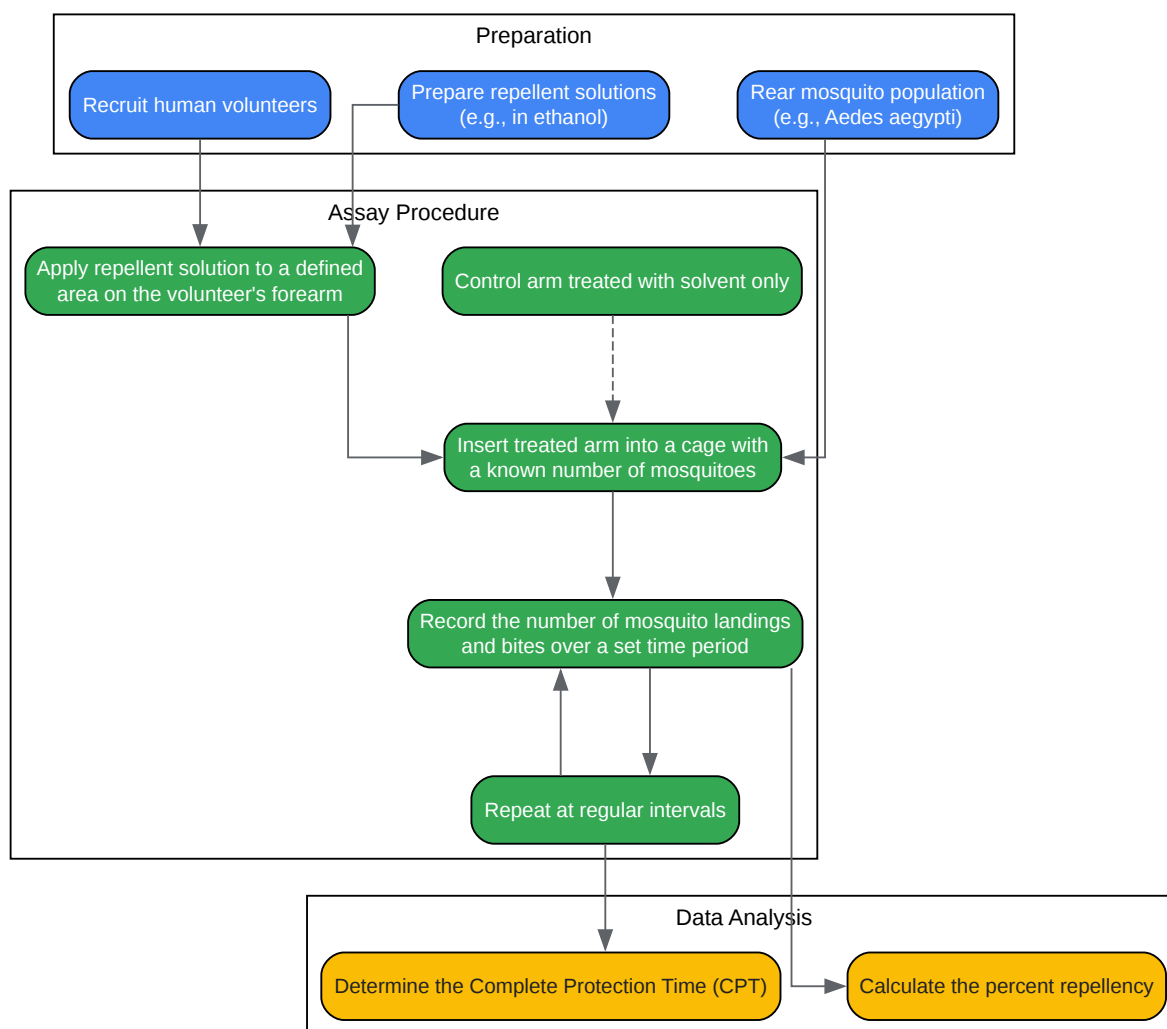 Preparation
Recruit human volunteers
Prepare repellent solutions
(e.g., in ethanol)
Rear mosquito population
(e.g., Aedes aegypti)
Assay Procedure
Apply repellent solution to a defined
area on the volunteer's forearm
Control arm treated with solvent only
Insert treated arm into a cage with
a known number of mosquitoes
Record the number of mosquito landings
and bites over a set time period
Repeat at regular intervals
Data Analysis
Determine the Complete Protection Time (CPT)
Calculate the percent repellency